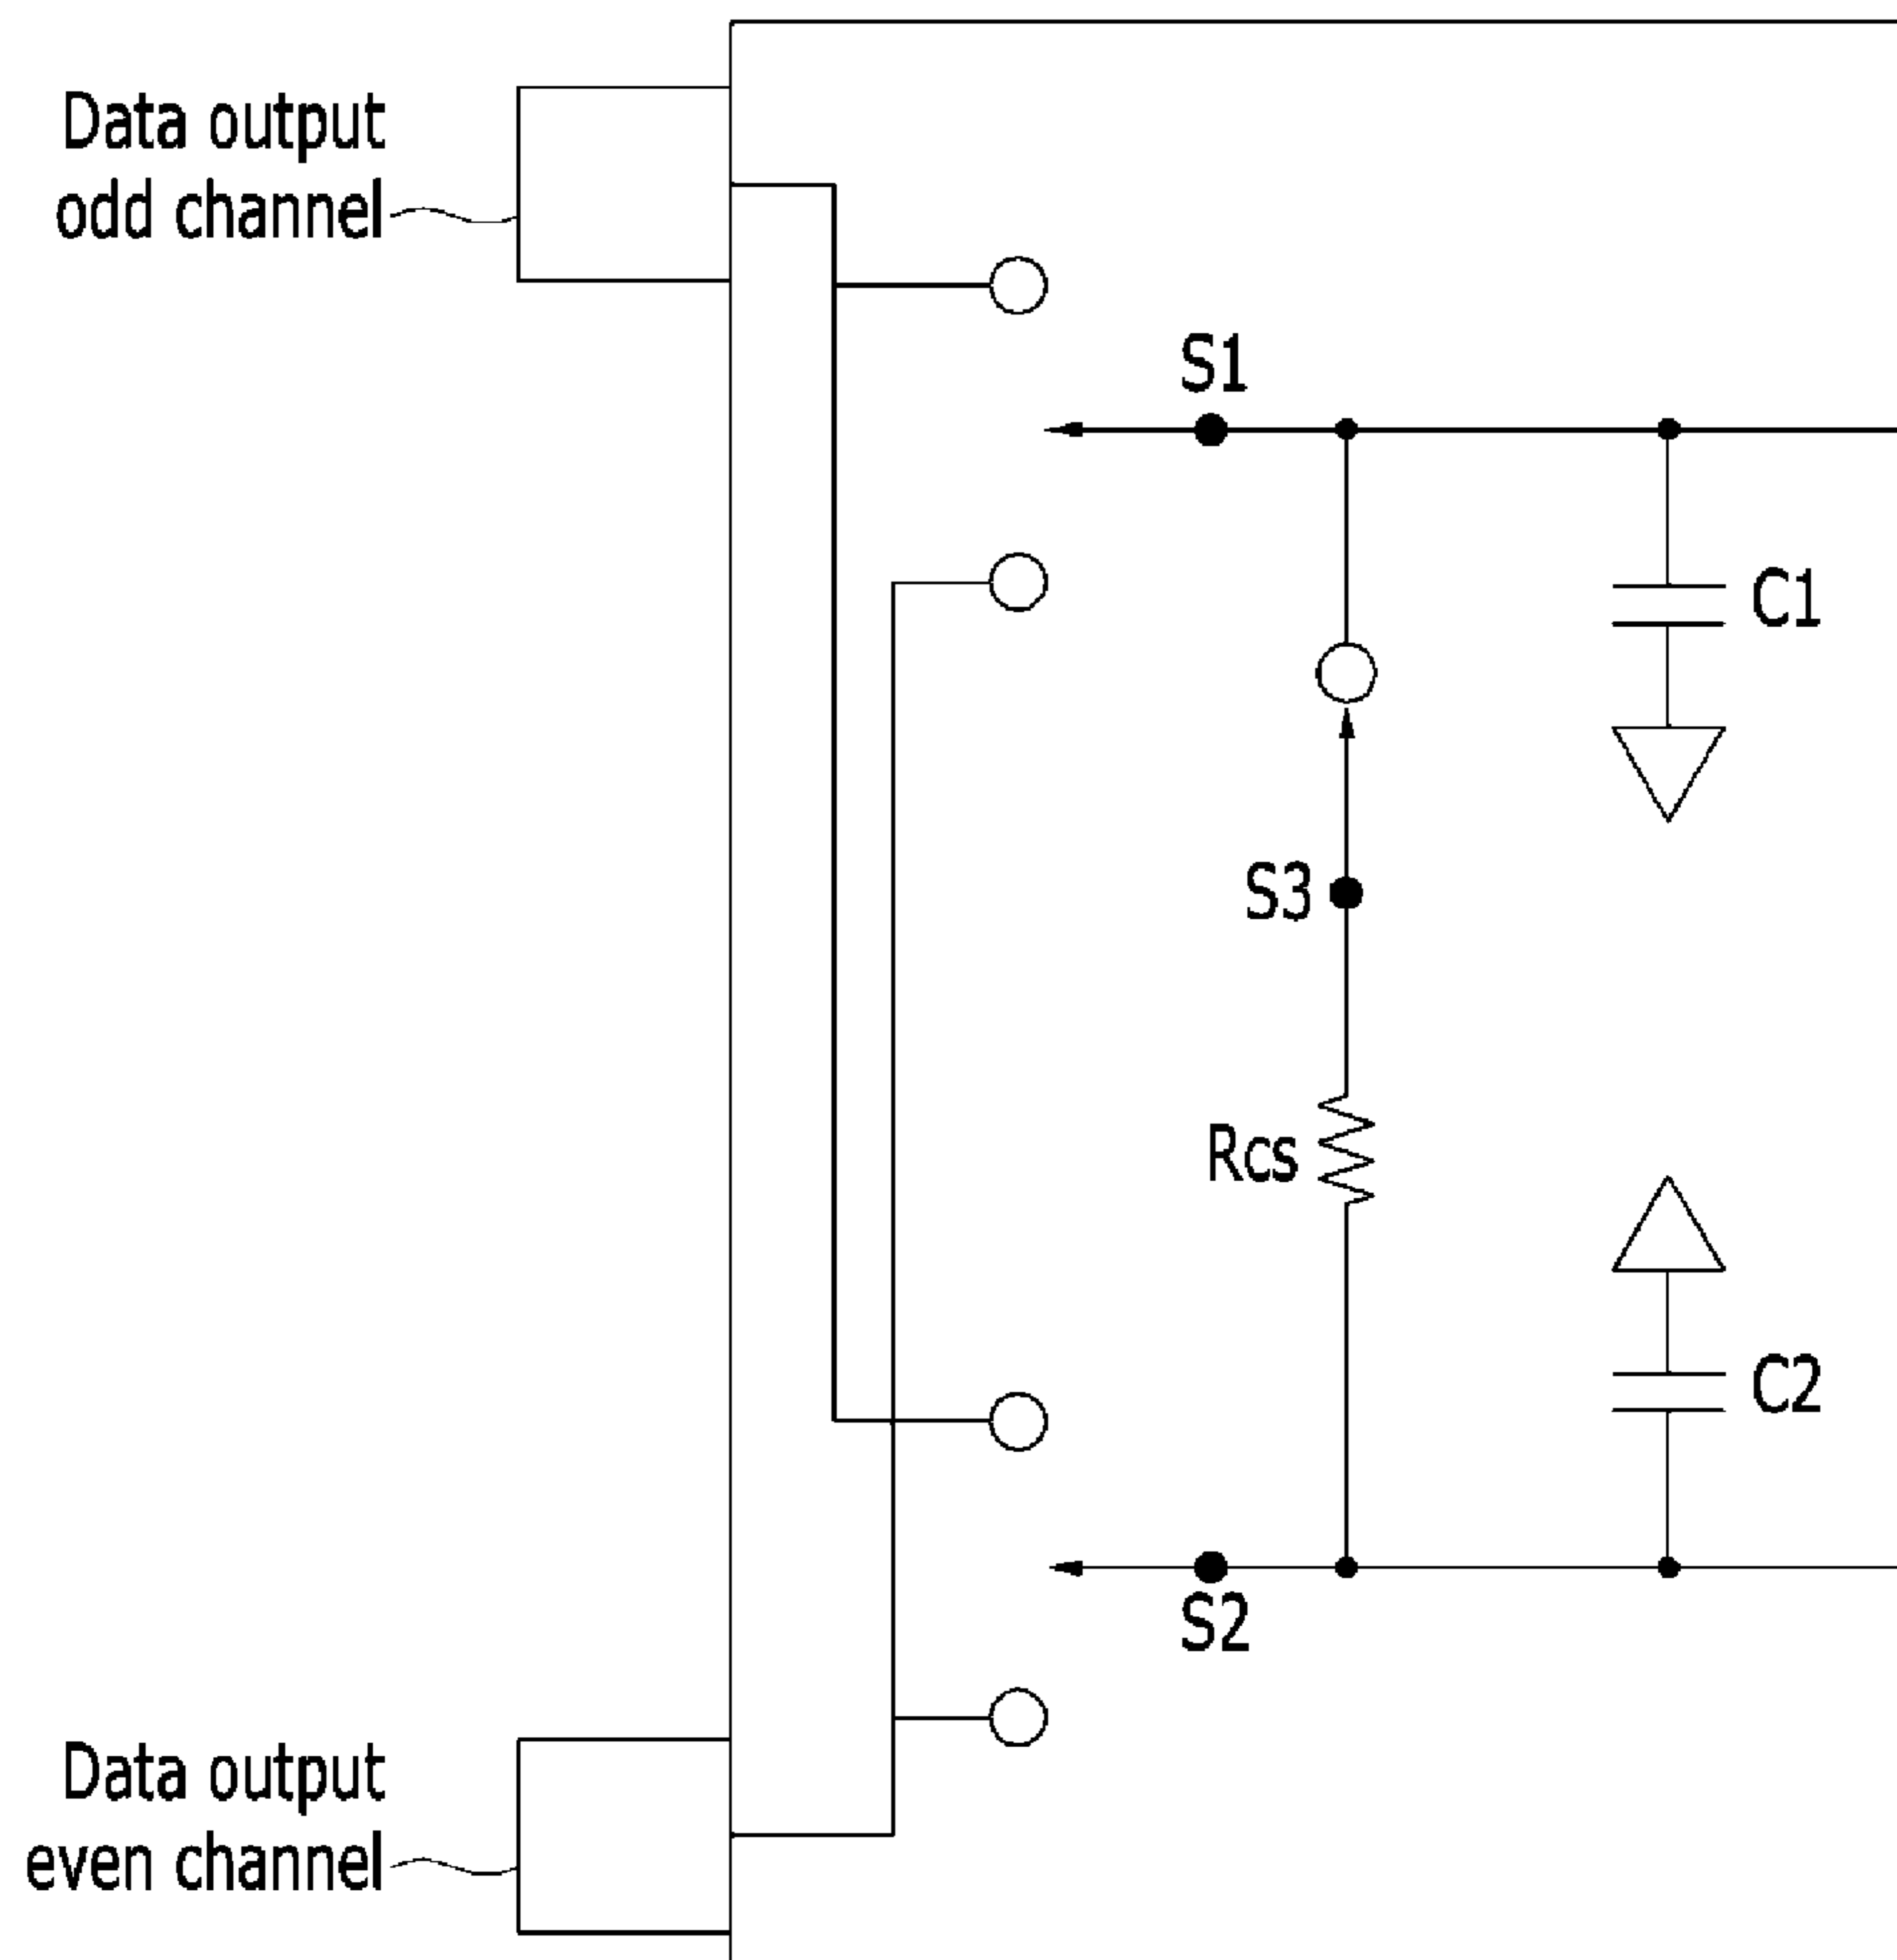 Data output
odd channel
S1
C1
S3
Rcs
C2
S2
Data output
even channel